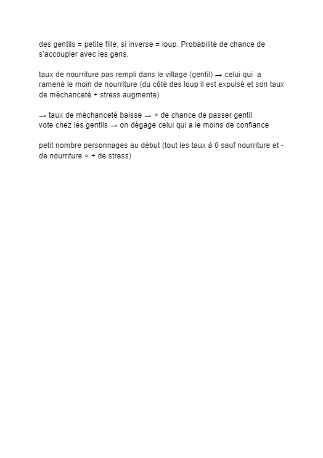 des gentils = petite fille, si inverse = loup. Probabilité de chance de
s'accoupler avec les gens.
taux de nourriture pas rempli dans le village (gentil) → celui qui a
ramené le moin de nourriture (du côté des loup il est expulsé et son taux
de méchanceté + stress augmente)
→ taux de méchanceté baisse → + de chance de passer gentil
vote chez les gentils → on dégage celui qui a le moins de confiance
petit nombre personnages au début (tout les taux à 0 sauf nourriture et -
de nourriture = + de stress)